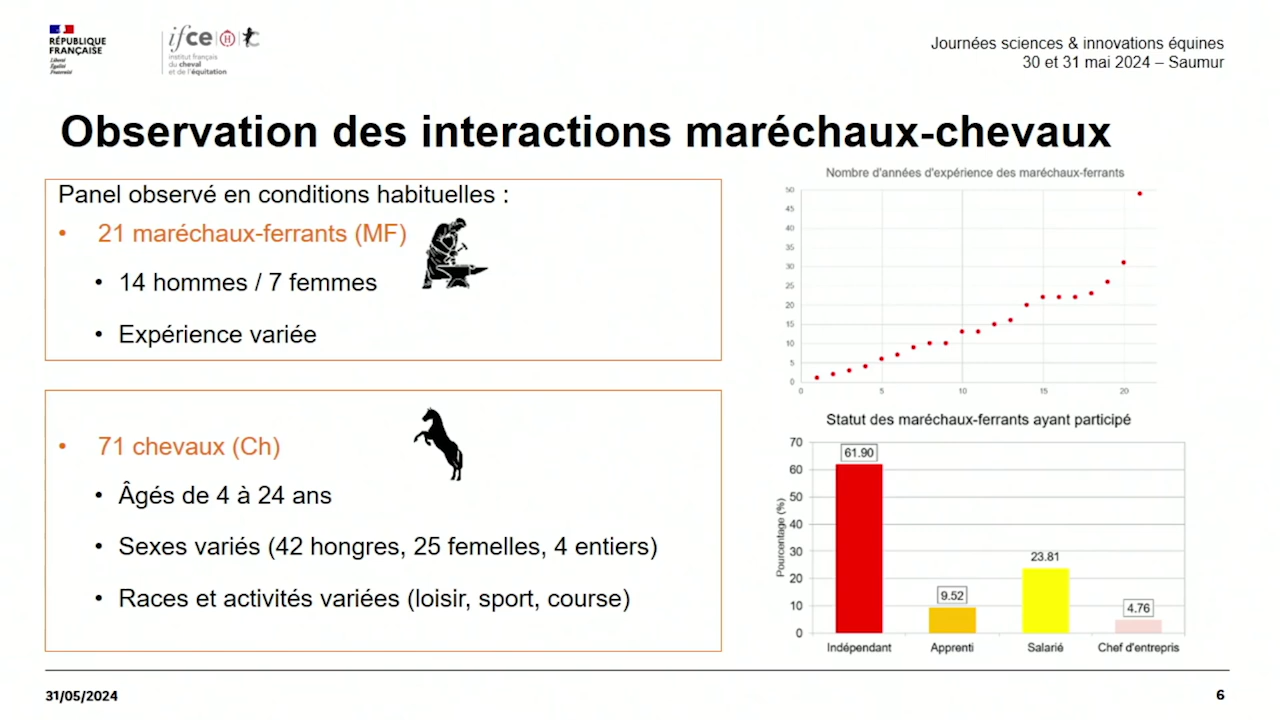 RÉPUBLIQUE
FRANÇAISE
Liberté
Égalité
Fraternité
ifce
institut français
du cheval
et de l'équitation
Journées sciences & innovations équines
30 et 31 mai 2024 – Saumur
Observation des interactions maréchaux-chevaux
Panel observé en conditions habituelles :
• 21 maréchaux-ferrants (MF)
• 14 hommes / 7 femmes
• Expérience variée
• 71 chevaux (Ch)
• Âgés de 4 à 24 ans
• Sexes variés (42 hongres, 25 femelles, 4 entiers)
• Races et activités variées (loisir, sport, course)
Nombre d'années d'expérience des maréchaux-ferrants
50
45
40
35
30
25
20
15
10
5
0
0 5 10 15 20
Statut des maréchaux-ferrants ayant participé
Pourcentage (%)
70
60
50
40
30
20
10
0
61.90
9.52
23.81
4.76
Indépendant Apprenti Salarié Chef d'entrepris
31/05/2024
6